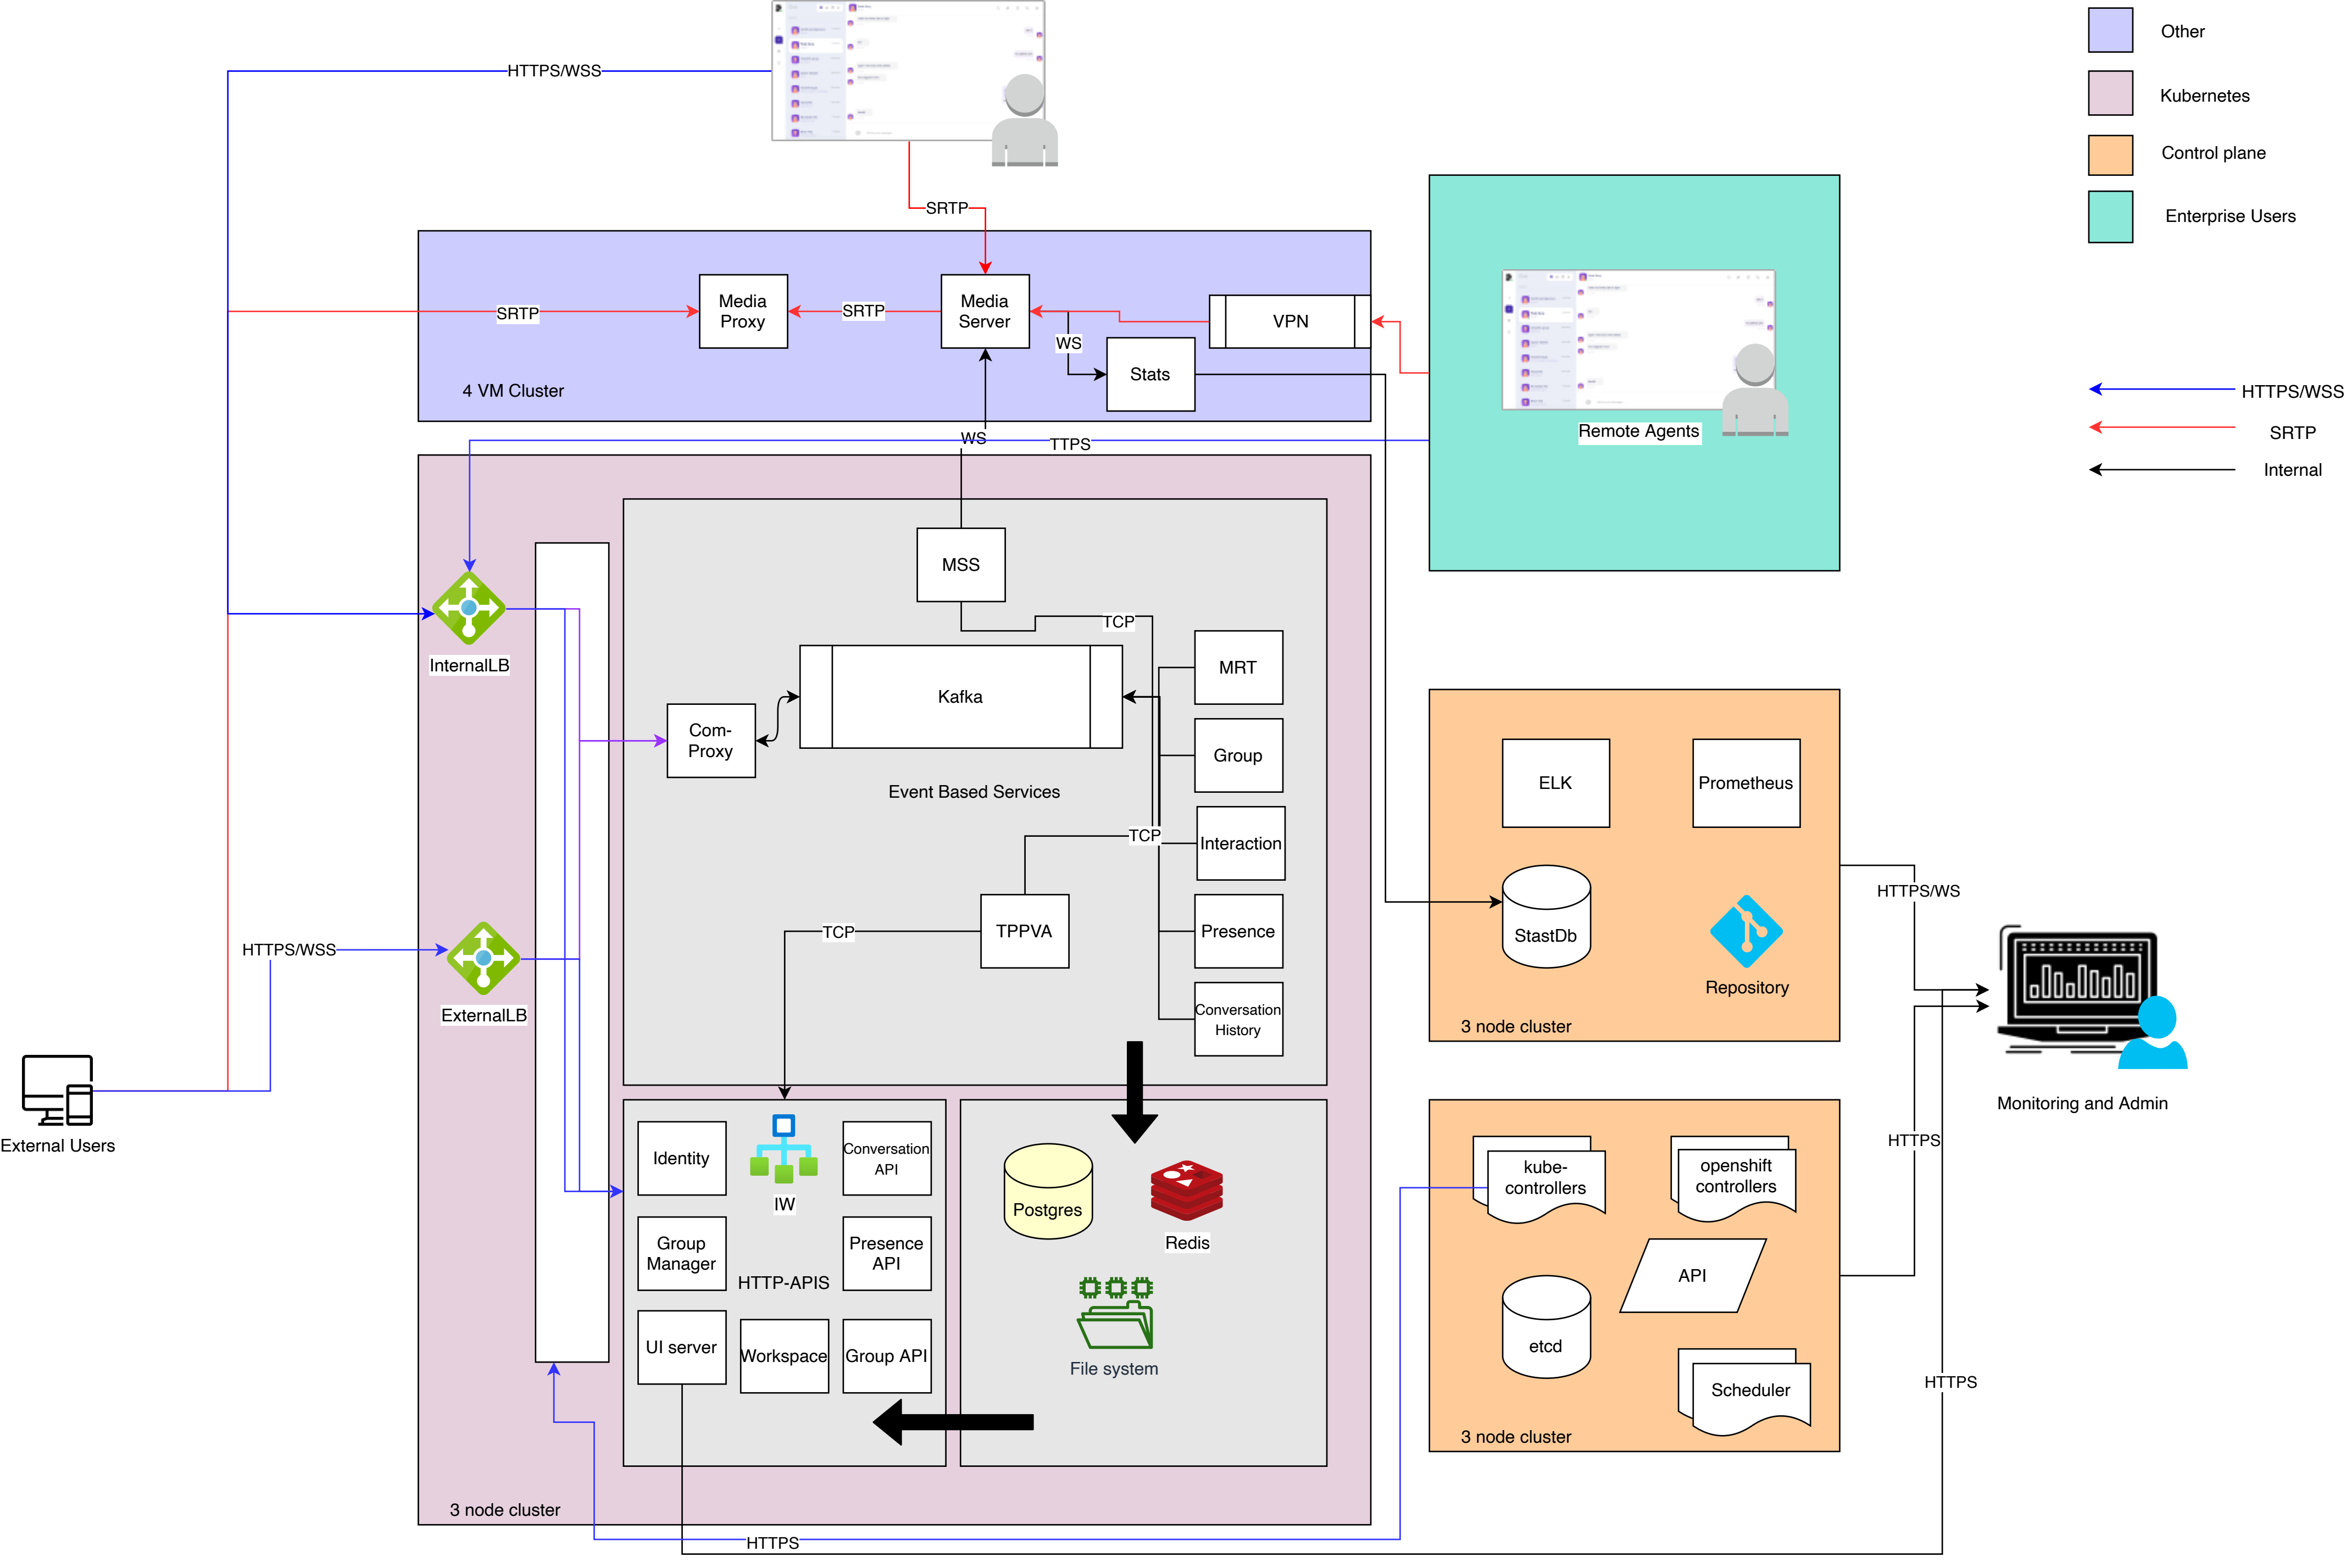 Other
Kubernetes
Control plane
Enterprise Users
HTTPS/WSS
SRTP
Internal
HTTPS/WSS
SRTP
SRTP
Media
Proxy
SRTP
Media
Server
WS
VPN
Stats
4 VM Cluster
Remote Agents
WS
TTPS
MSS
TCP
InternalLB
MRT
Kafka
Com-
Proxy
Group
Event Based Services
TCP
Interaction
TPPVA
TCP
Presence
Conversation
History
HTTPS/WSS
ExternalLB
External Users
ELK
Prometheus
StastDb
Repository
3 node cluster
HTTPS/WS
Monitoring and Admin
Identity
IW
Conversation
API
Group
Manager
HTTP-APIS
Presence
API
UI server
Workspace
Group API
Postgres
Redis
File system
kube-
controllers
openshift
controllers
API
etcd
Scheduler
3 node cluster
HTTPS
HTTPS
3 node cluster
HTTPS